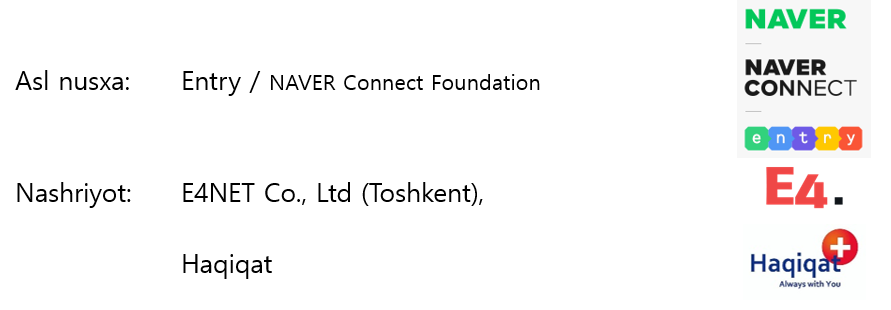 NAVER
Asl nusxa: Entry / NAVER Connect Foundation
NAVER
CONNECT
entry
Nashriyot: E4NET Co., Ltd (Toshkent),
E4.
Haqiqat
Haqiqat
Always with You